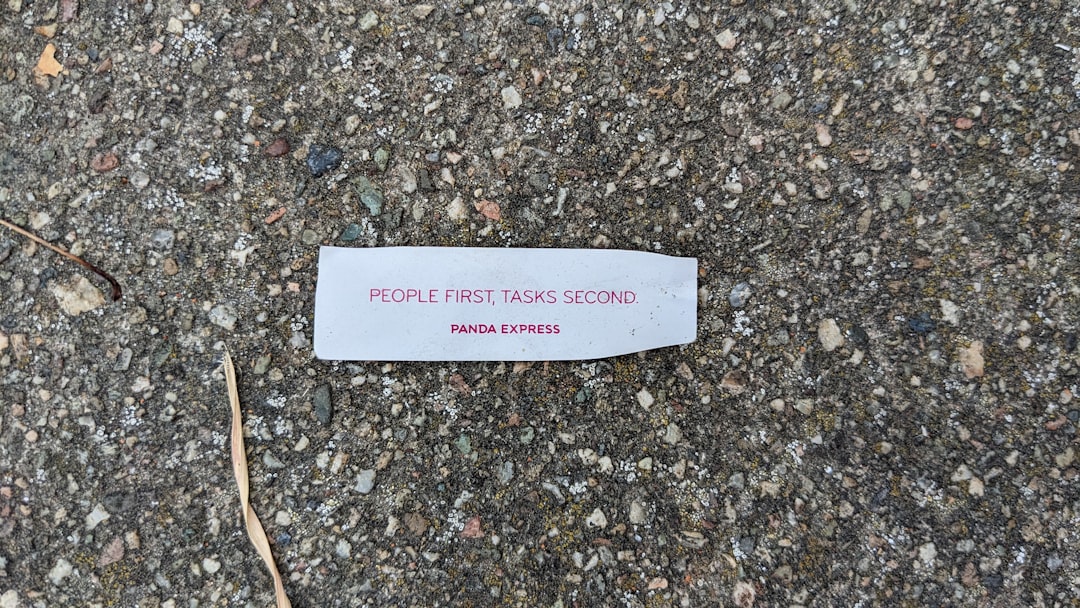 PEOPLE FIRST, TASKS SECOND.
PANDA EXPRESS